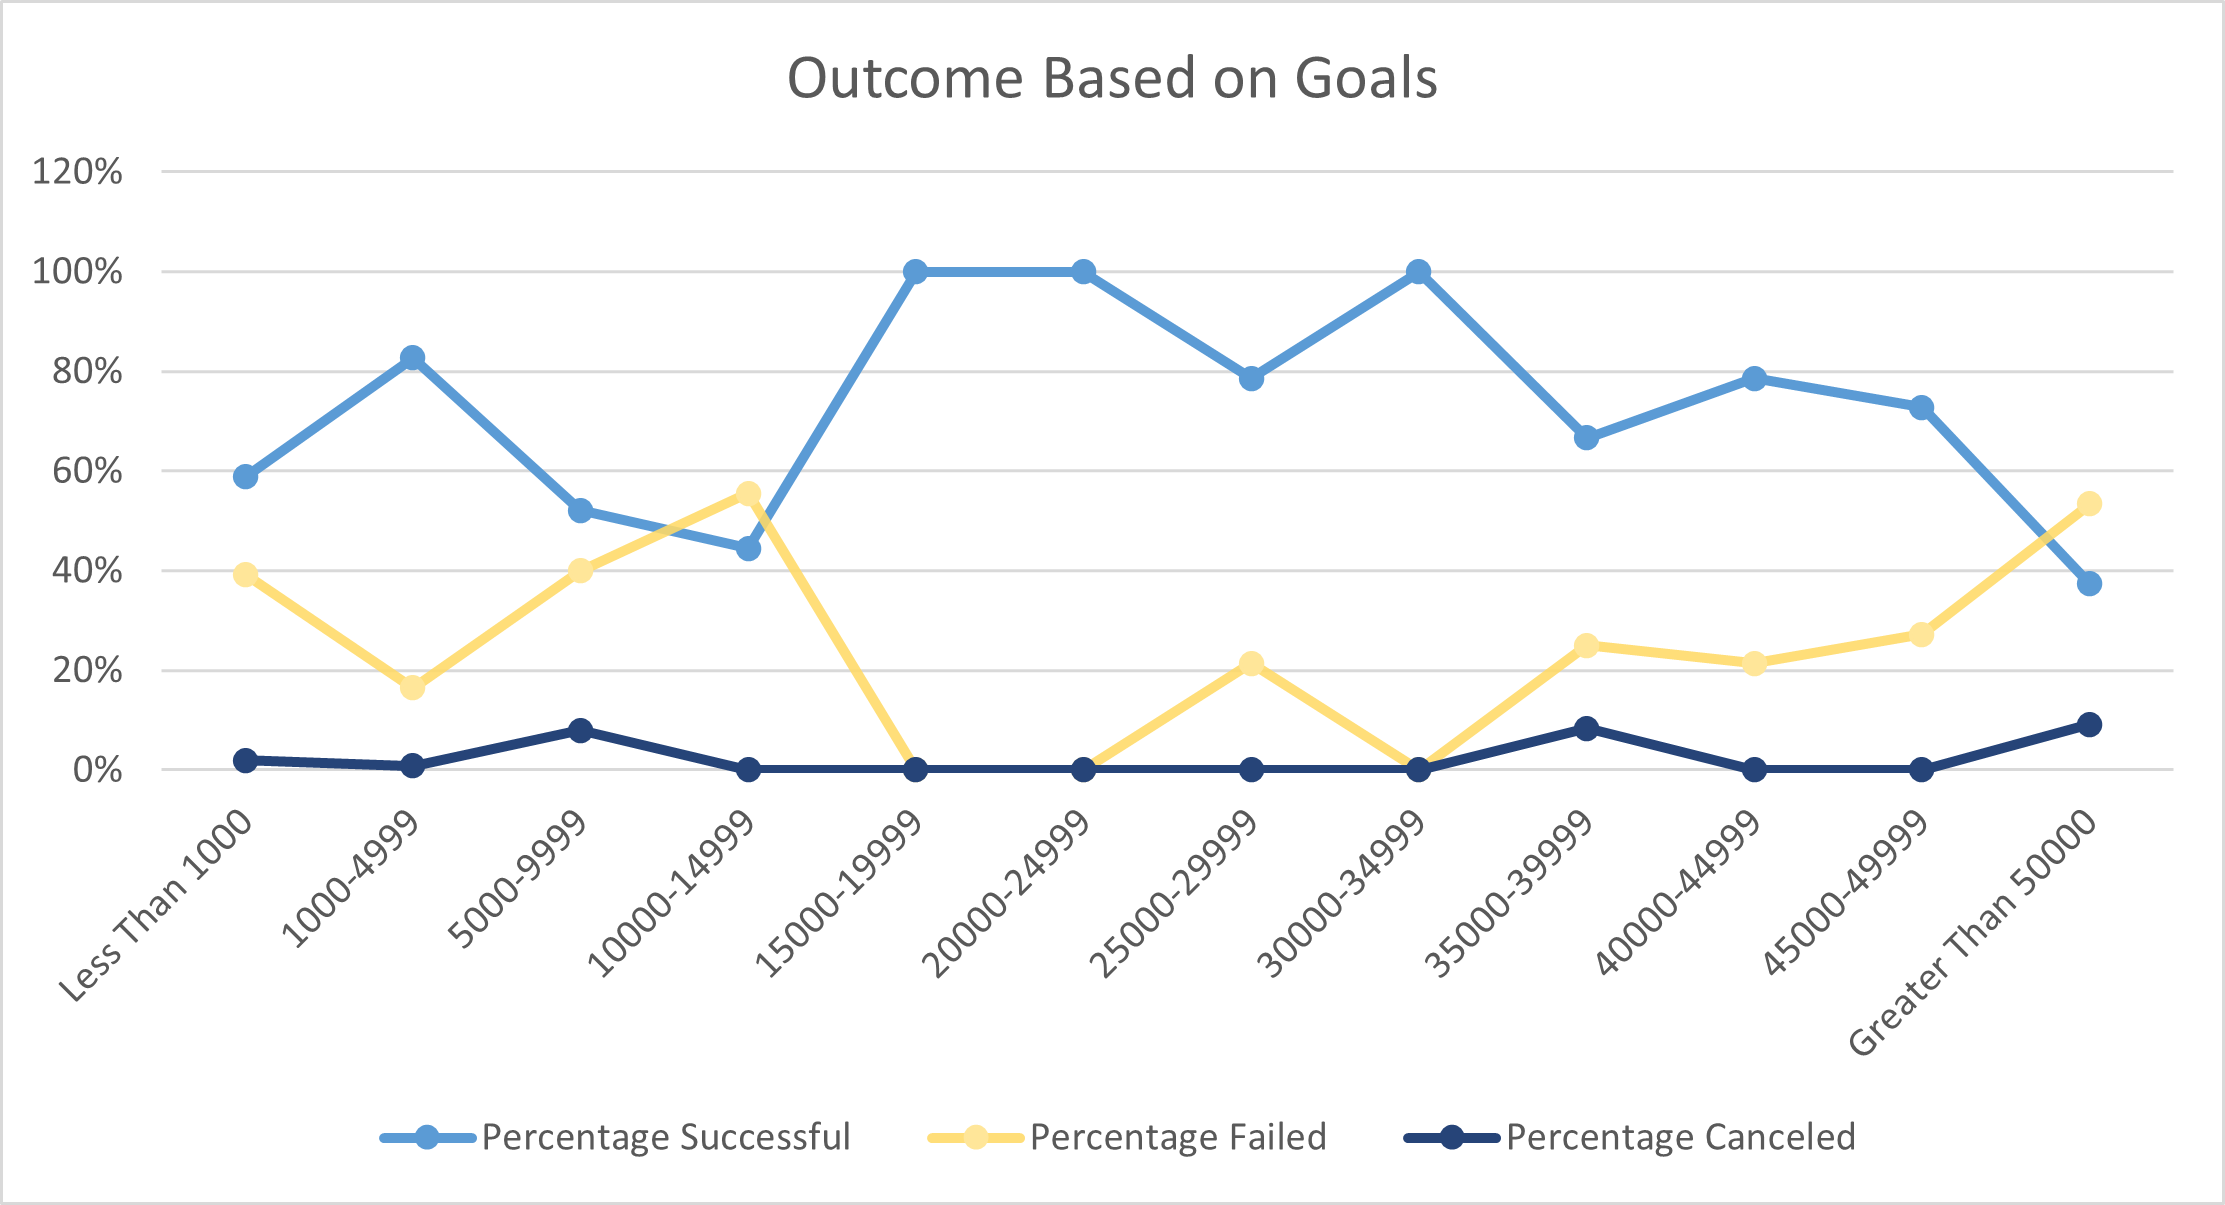 Outcome Based on Goals
120%
100%
80%
60%
40%
20%
0%
Less Than 1000
1000-4999
5000-9999
10000-14999
15000-19999
20000-24999
25000-29999
30000-34999
35000-39999
40000-44999
45000-49999
Greater Than 50000
Percentage Successful
Percentage Failed
Percentage Canceled